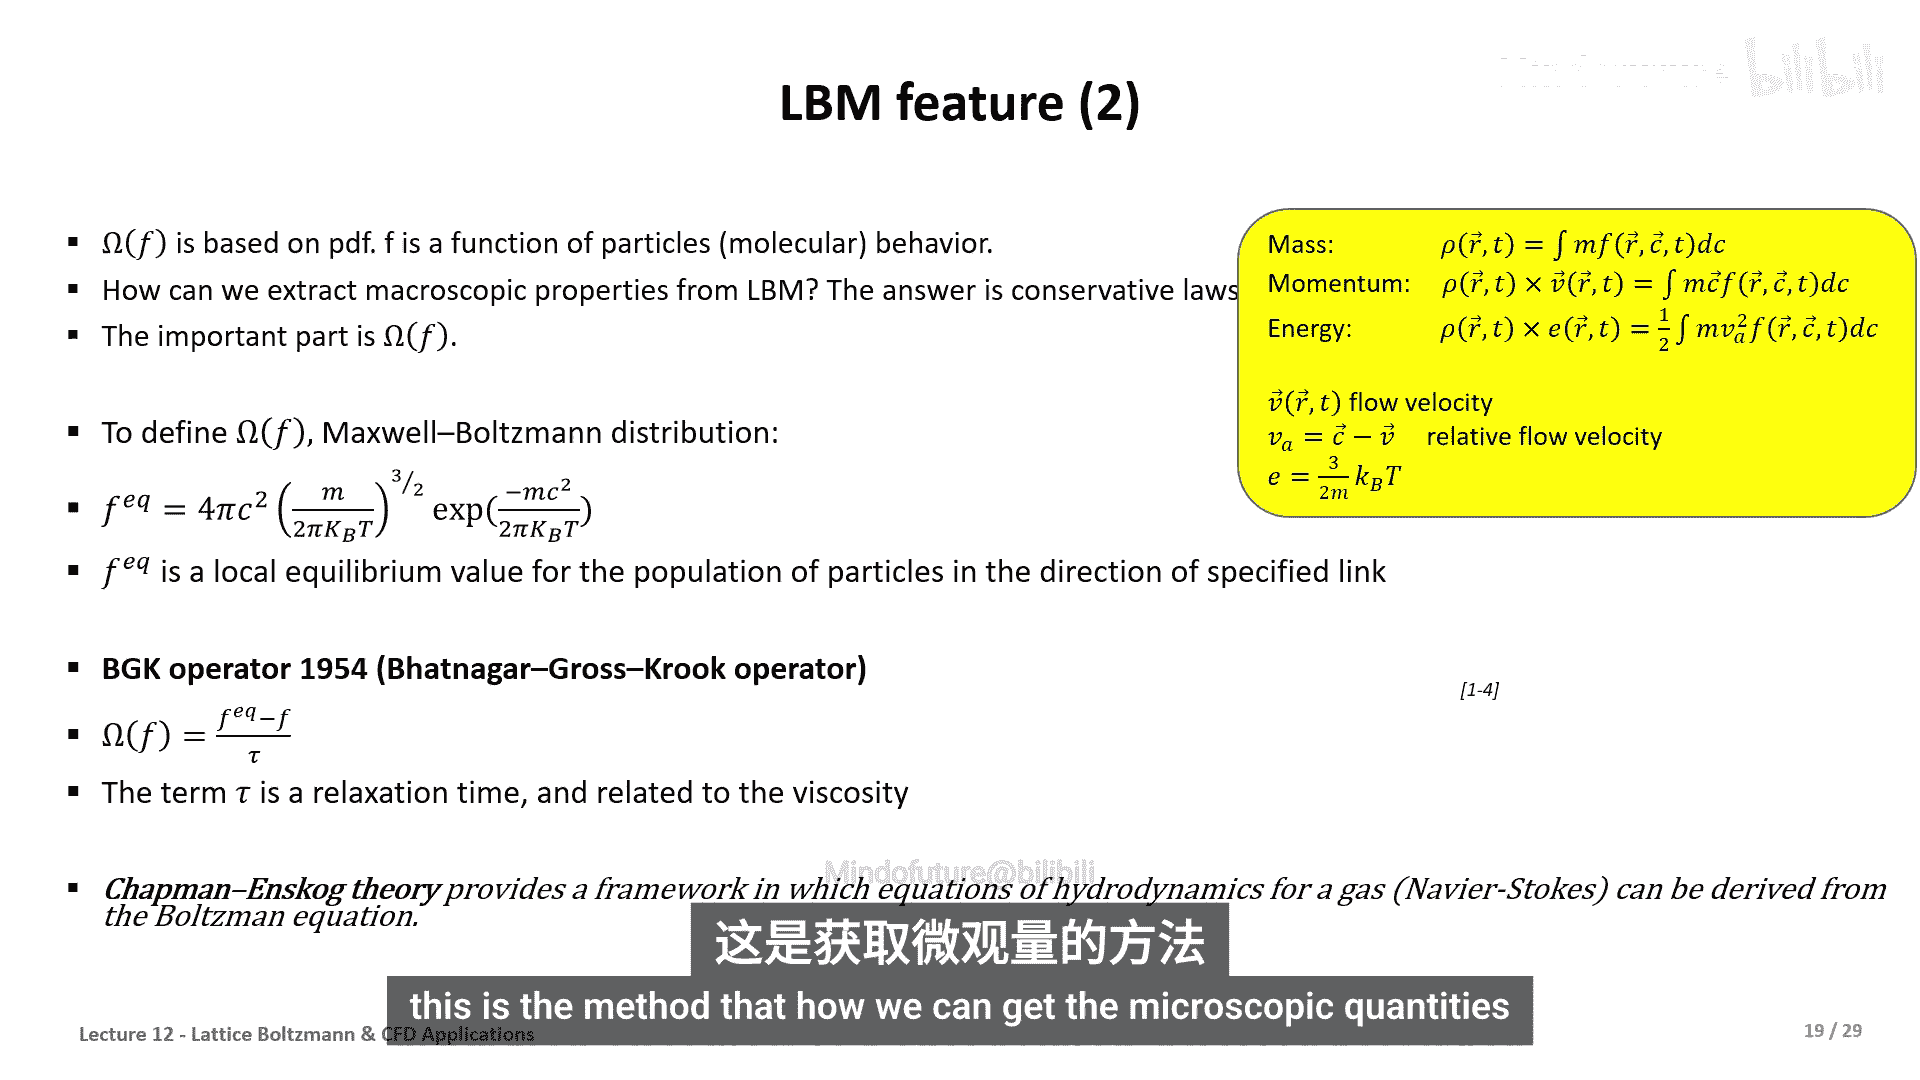 bilibili
LBM feature (2)
▪ Ω(f) is based on pdf. f is a function of particles (molecular) behavior.
▪ How can we extract macroscopic properties from LBM? The answer is conservative laws
▪ The important part is Ω(f).
Mass: ρ(r⃗, t) = ∫ mf(r⃗, c⃗, t)dc
Momentum: ρ(r⃗, t) × v⃗(r⃗, t) = ∫ mc⃗f(r⃗, c⃗, t)dc
Energy: ρ(r⃗, t) × e(r⃗, t) = 1/2 ∫ mv_a^2 f(r⃗, c⃗, t)dc
v⃗(r⃗, t) flow velocity
v_a = c⃗ − v⃗ relative flow velocity
e = 3/2m k_B T
▪ To define Ω(f), Maxwell–Boltzmann distribution:
▪ f^eq = 4πc^2 (m/2πK_BT)^3/2 exp(−mc^2/2πK_BT)
▪ f^eq is a local equilibrium value for the population of particles in the direction of specified link
▪ BGK operator 1954 (Bhatnagar–Gross–Krook operator)
[1-4]
▪ Ω(f) = f^eq−f/τ
▪ The term τ is a relaxation time, and related to the viscosity
Mindofuture@bilibili
▪ Chapman–Enskog theory provides a framework in which equations of hydrodynamics for a gas (Navier-Stokes) can be derived from
the Boltzman equation.
这是获取微观量的方法
this is the method that how we can get the microscopic quantities
Lecture 12 - Lattice Boltzmann & CFD Applications
19 / 29